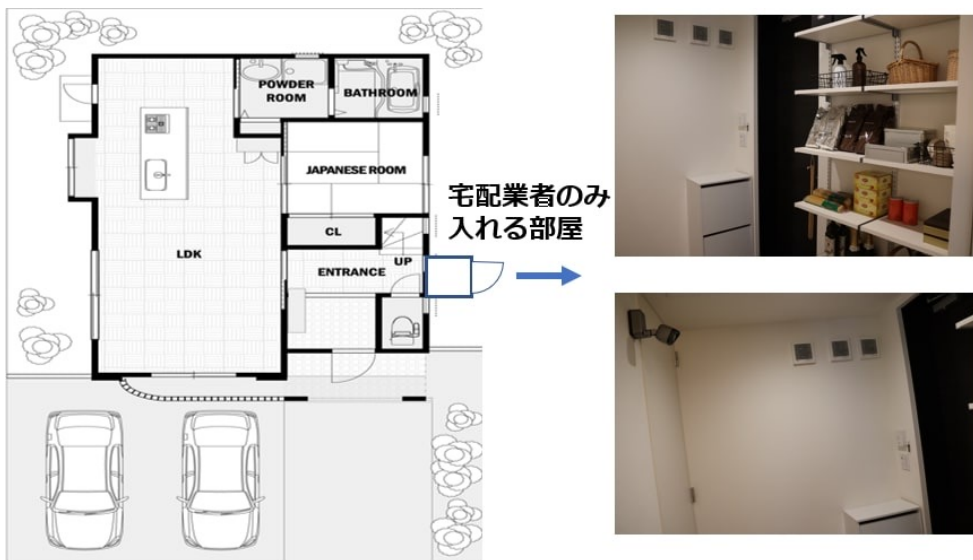 POWDER
ROOM
BATHROOM
JAPANESE ROOM
宅配業者のみ
入れる部屋
CL
LDK
UP
ENTRANCE